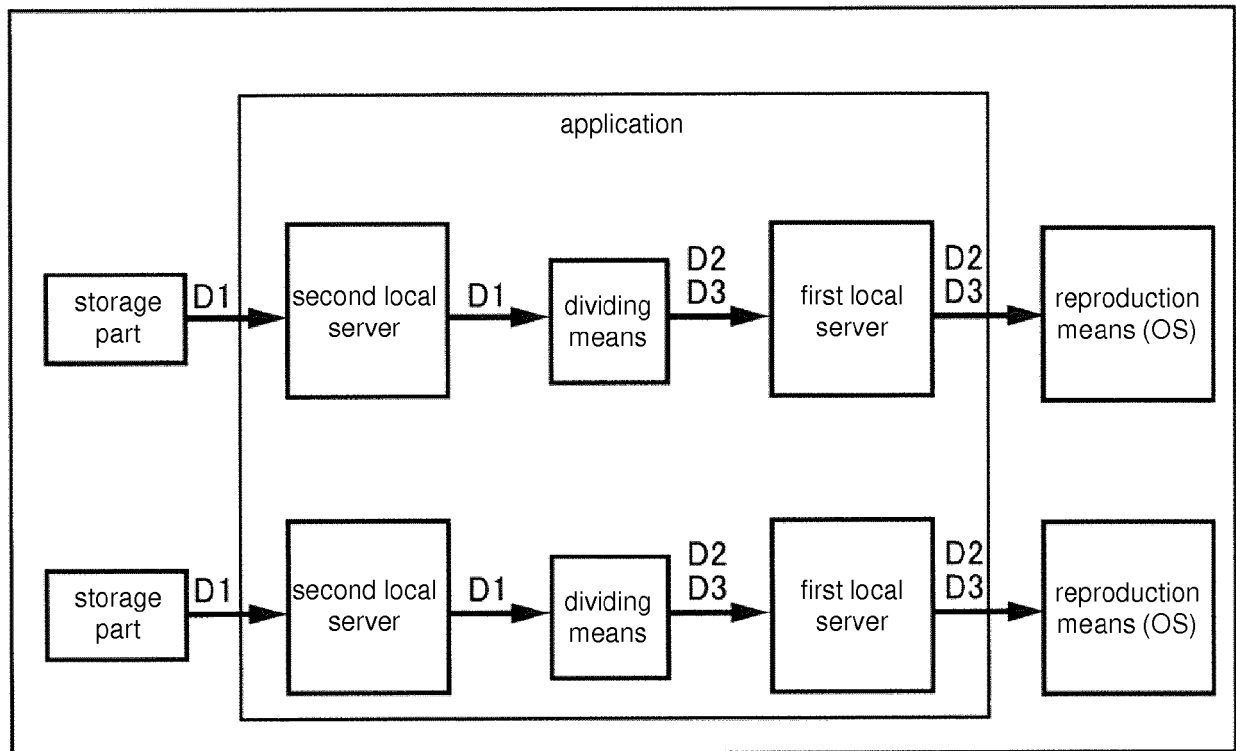 application
storage
part
D1
second local
server
D1
dividing
means
D2
D3
first local
server
D2
D3
reproduction
means (OS)
storage
part
D1
second local
server
D1
dividing
means
D2
D3
first local
server
D2
D3
reproduction
means (OS)